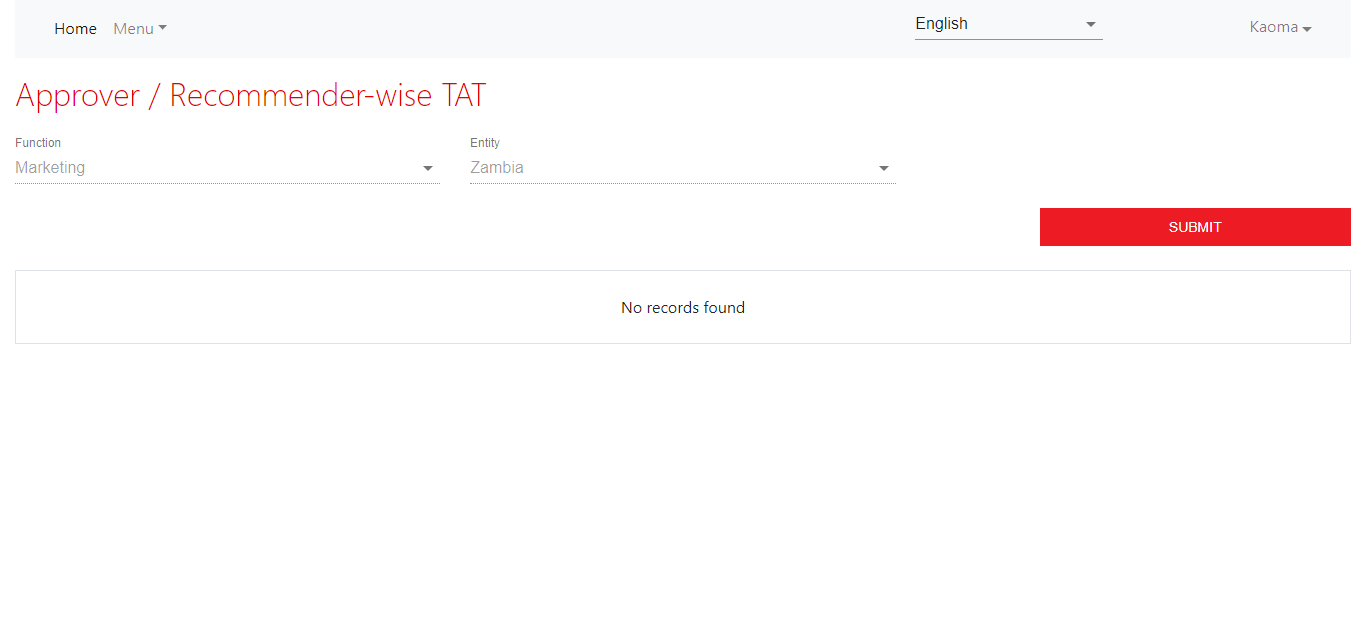 Home Menu English Kaoma
Approver / Recommender-wise TAT
Function Entity
Marketing Zambia
SUBMIT
No records found